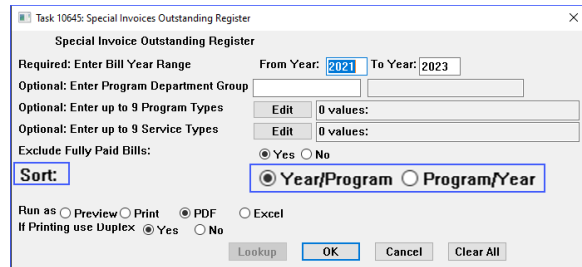 Task 10645: Special Invoices Outstanding Register
Special Invoice Outstanding Register
Required: Enter Bill Year Range From Year: 2021 To Year: 2023
Optional: Enter Program Department Group
Optional: Enter up to 9 Program Types Edit 0 values:
Optional: Enter up to 9 Service Types Edit 0 values:
Exclude Fully Paid Bills: Yes No
Sort: Year/Program Program/Year
Run as Preview Print PDF Excel
If Printing use Duplex Yes No
Lookup OK Cancel Clear All